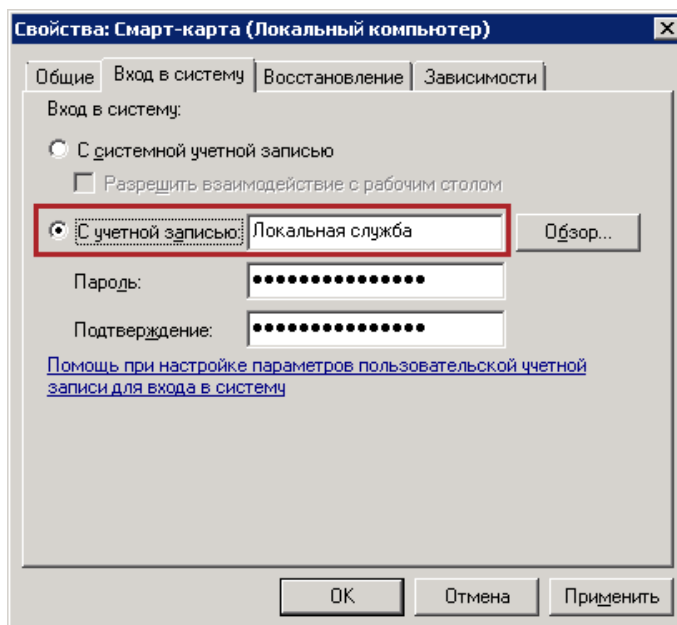 Свойства: Смарт-карта (Локальный компьютер)
Общие Вход в систему Восстановление Зависимости
Вход в систему:
С системной учетной записью
Разрешить взаимодействие с рабочим столом
С учетной записью: Локальная служба Обзор...
Пароль: ●●●●●●●●●●●●●●●
Подтверждение: ●●●●●●●●●●●●●●●
Помощь при настройке параметров пользовательской учетной
записи для входа в систему
OK Отмена Применить